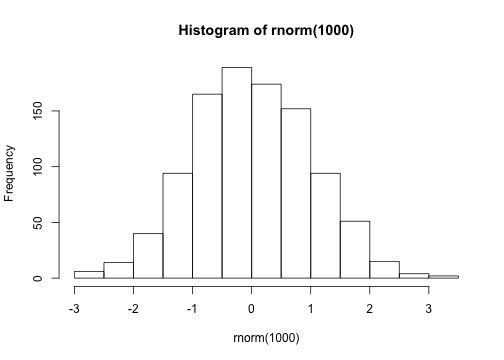 Histogram of rnorm(1000)
Frequency
150
100
50
0
-3 -2 -1 0 1 2 3
rnorm(1000)